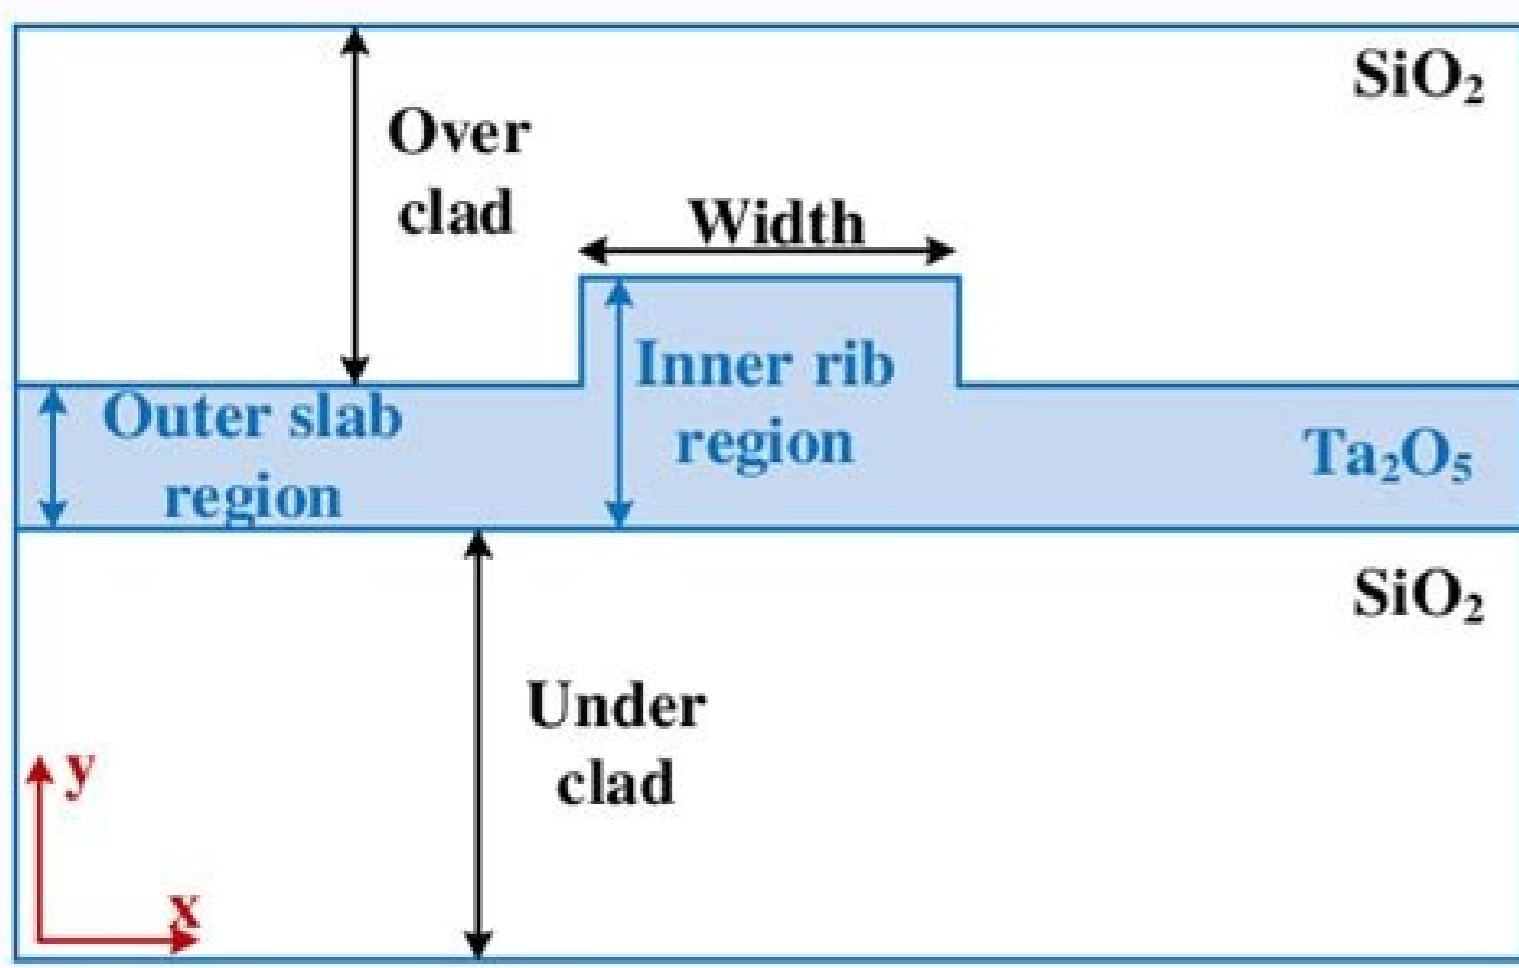 SiO₂
Over
clad
Width
Inner rib
region
Outer slab
region
Ta₂O₅
SiO₂
Under
clad
y
x